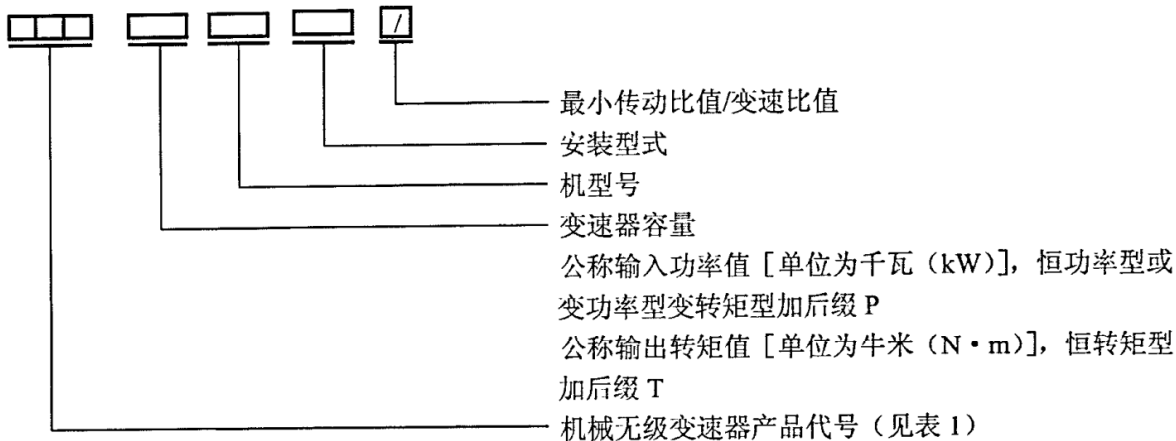 /
最小传动比值/变速比值
安装型式
机型号
变速器容量
公称输入功率值［单位为千瓦（kW）］，恒功率型或
变功率型变转矩型加后缀 P
公称输出转矩值［单位为牛米（N·m）］，恒转矩型
加后缀 T
机械无级变速器产品代号（见表 1）